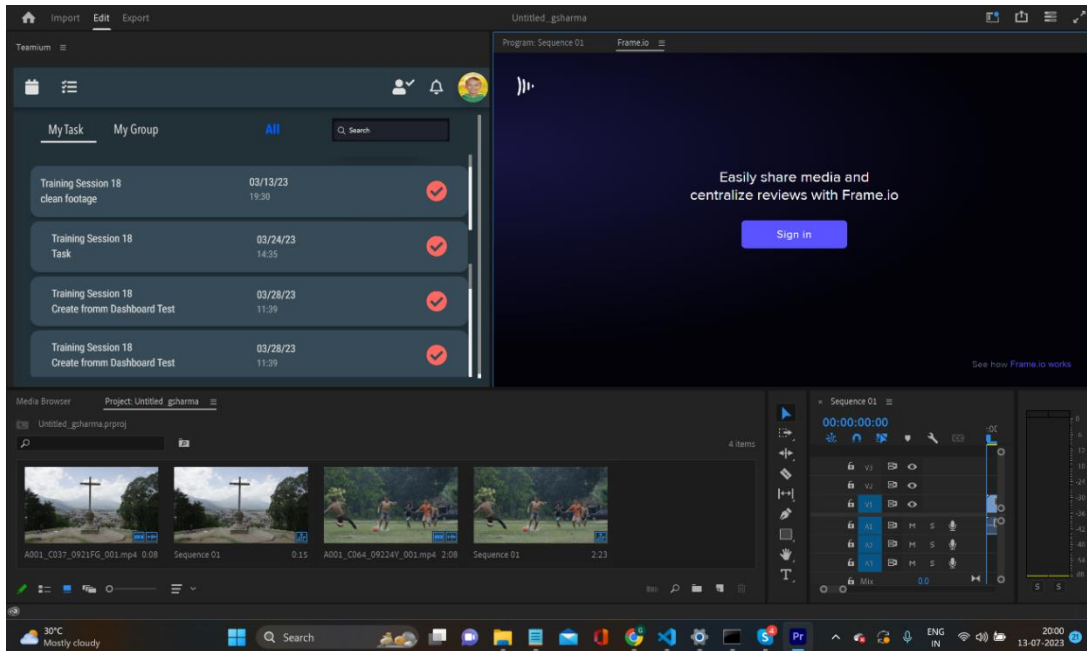 Import Edit Export Untitled_gsharma
Teamium
Program: Sequence 01 Frame.io
MyTask My Group All Search
Training Session 18 03/13/23
clean footage 19:30
Training Session 18 03/24/23
Task 14:35
Training Session 18 03/28/23
Create fromm Dashboard Test 11:39
Training Session 18 03/28/23
Create fromm Dashboard Test 11:39
Easily share media and
centralize reviews with Frame.io
Sign in
See how Frame.io works
Media Browser Project: Untitled_gsharma
Untitled_gsharma.prproj
4 items
A001_C037_0921FG_001.mp4 0:08 Sequence 01 0:15 A001_C064_09224Y_001.mp4 2:08 Sequence 01 2:23
Sequence 01
00:00:00:00
V3
V2
V1
A1 M S
A2 M S
A3 M S
Mix 0.0
S S
30°C
Mostly cloudy
Search
Pr
ENG
IN
20:00
13-07-2023